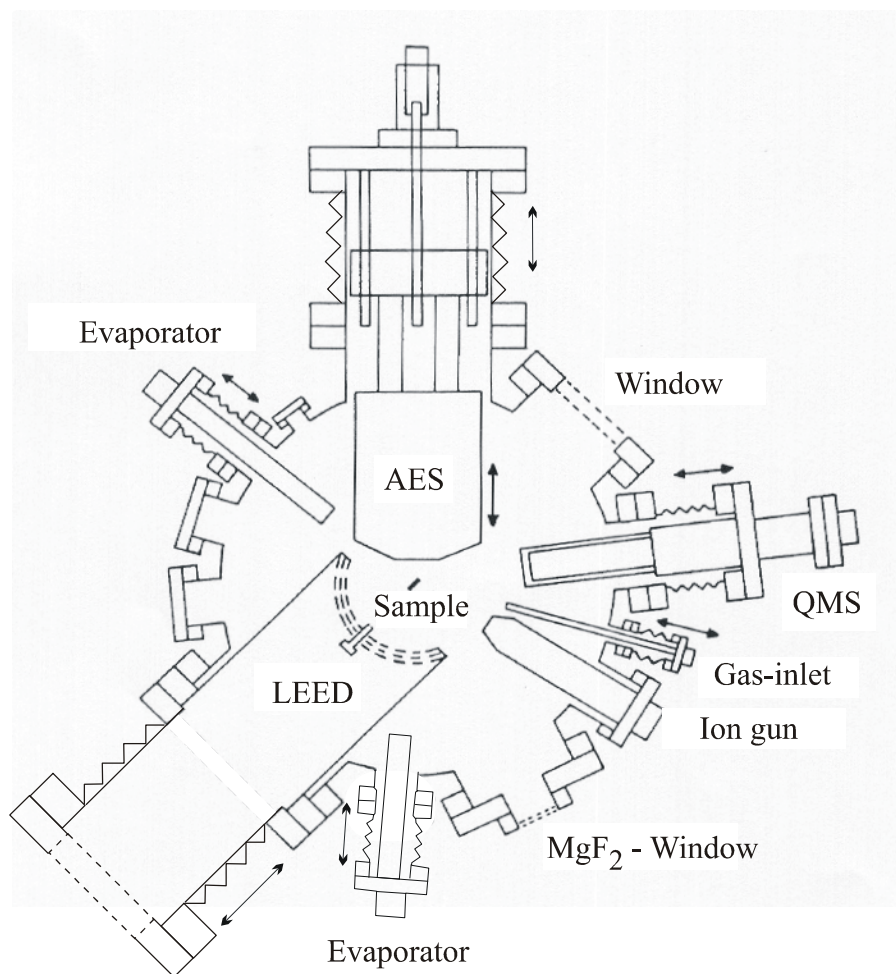 Evaporator
Window
AES
Sample
QMS
LEED
Gas-inlet
Ion gun
MgF2 - Window
Evaporator